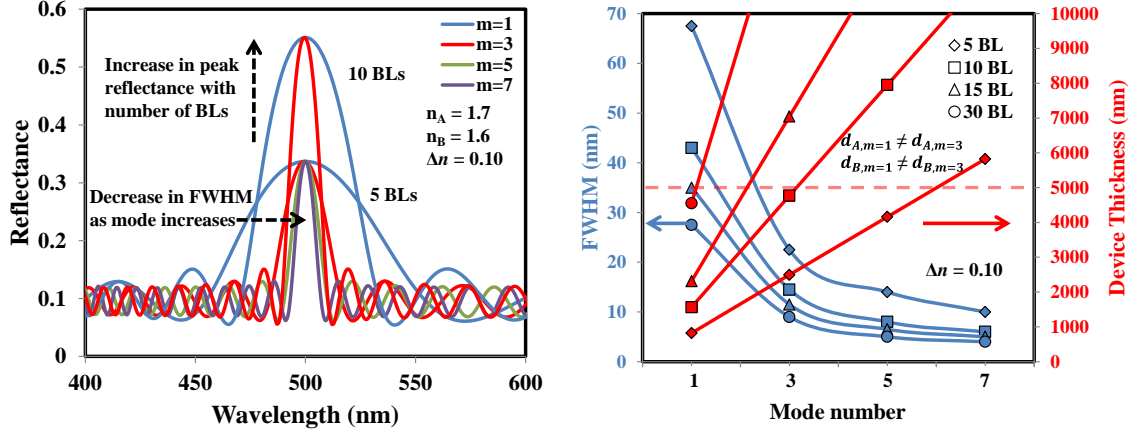 0.6
0.5
0.4
0.3
0.2
0.1
0
Reflectance
Increase in peak
reflectance with
number of BLs
10 BLs
m=1
m=3
m=5
m=7
n_A = 1.7
n_B = 1.6
Δn = 0.10
Decrease in FWHM
as mode increases
5 BLs
400 450 500 550 600
Wavelength (nm)
70
60
50
40
30
20
10
0
FWHM (nm)
5 BL
10 BL
15 BL
30 BL
d_{A,m=1} ≠ d_{A,m=3}
d_{B,m=1} ≠ d_{B,m=3}
Δn = 0.10
10000
9000
8000
7000
6000
5000
4000
3000
2000
1000
0
Device Thickness (nm)
1 3 5 7
Mode number